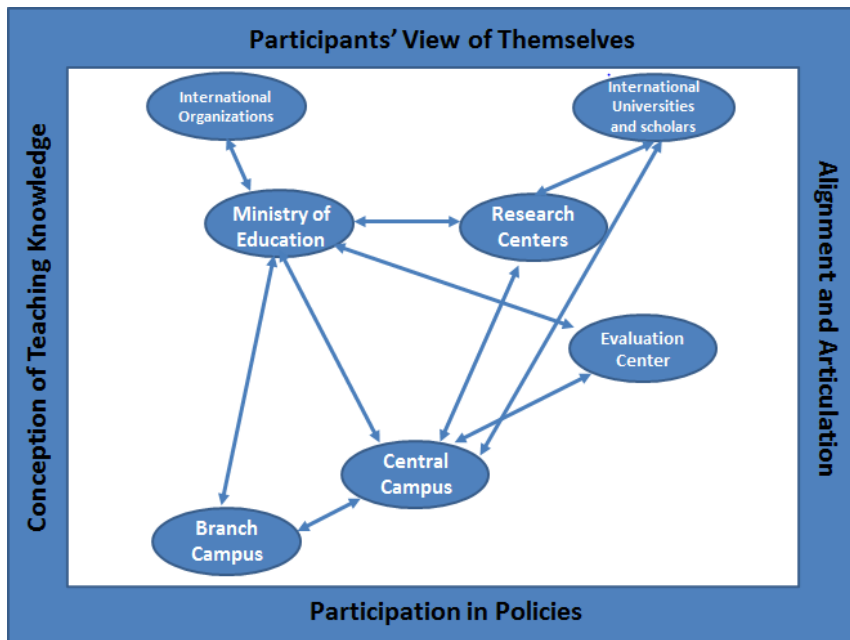 Participants’ View of Themselves
International
Organizations
International
Universities
and scholars
Conception of Teaching Knowledge
Alignment and Articulation
Ministry of
Education
Research
Centers
Evaluation
Center
Central
Campus
Branch
Campus
Participation in Policies